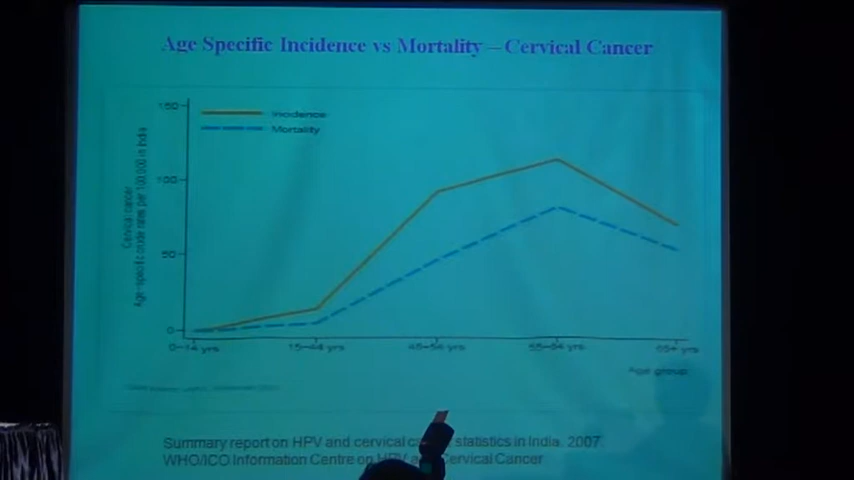 Age Specific Incidence vs Mortality – Cervical Cancer
150
Incidence
Mortality
100
50
0
Cervical cancer
Age-specific crude rates per 100,000 in India
0–14 yrs
15–44 yrs
45–54 yrs
55–64 yrs
65+ yrs
Age group
Summary report on HPV and cervical statistics in India. 2007.
WHO/ICO Information Centre on HPV and Cervical Cancer